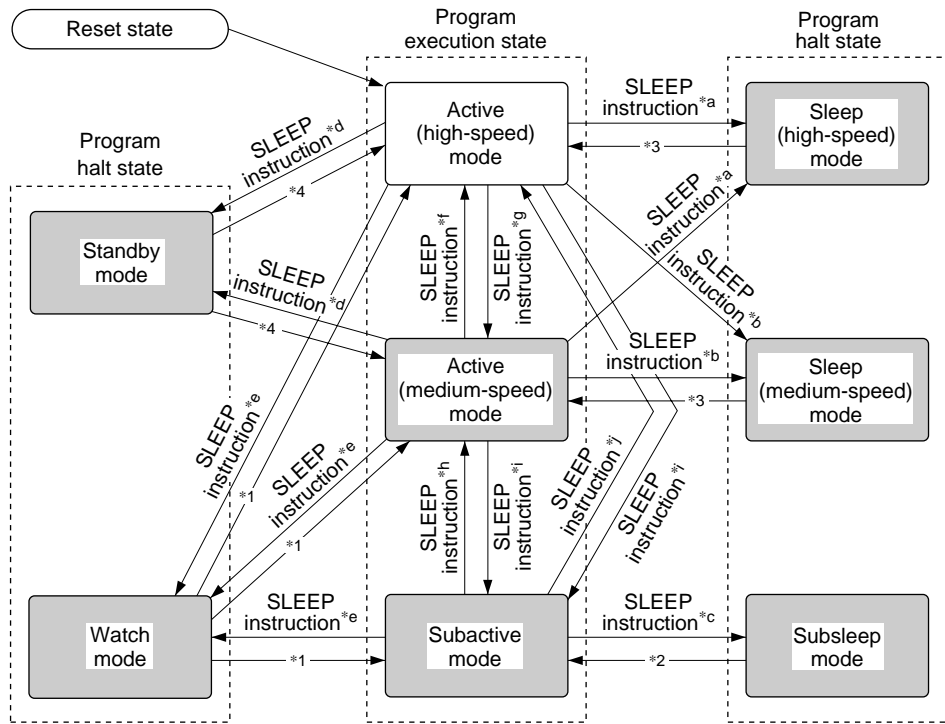 Reset state
Program
execution state
Program
halt state
Program
halt state
Active
(high-speed)
mode
SLEEP
instruction*a
*3
Sleep
(high-speed)
mode
SLEEP
instruction*d
*4
Standby
mode
SLEEP
instruction*d
*4
SLEEP
instruction*f
SLEEP
instruction*g
SLEEP
instruction*a
SLEEP
instruction*b
Active
(medium-speed)
mode
SLEEP
instruction*b
*3
Sleep
(medium-speed)
mode
SLEEP
instruction*e
*1
SLEEP
instruction*e
*1
SLEEP
instruction*h
SLEEP
instruction*i
SLEEP
instruction*j
SLEEP
instruction*i
Watch
mode
SLEEP
instruction*e
*1
Subactive
mode
SLEEP
instruction*c
*2
Subsleep
mode